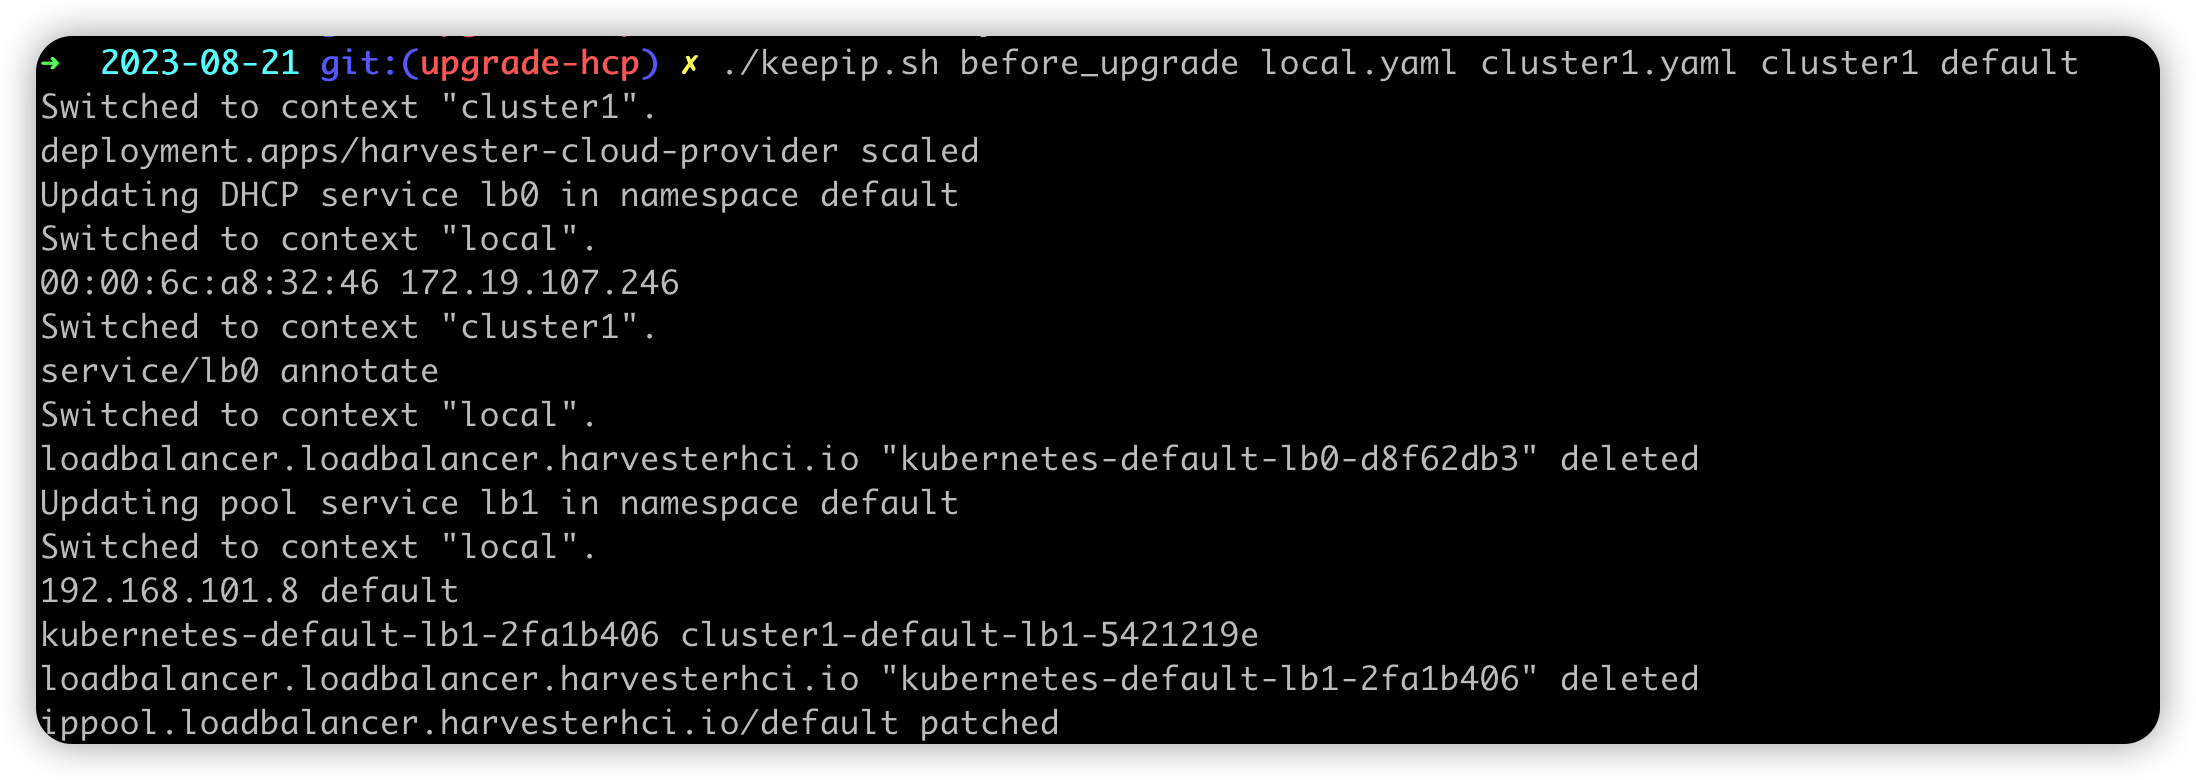 ➜ 2023-08-21 git:(upgrade-hcp) ✗ ./keepip.sh before_upgrade local.yaml cluster1.yaml cluster1 default
Switched to context "cluster1".
deployment.apps/harvester-cloud-provider scaled
Updating DHCP service lb0 in namespace default
Switched to context "local".
00:00:6c:a8:32:46 172.19.107.246
Switched to context "cluster1".
service/lb0 annotate
Switched to context "local".
loadbalancer.loadbalancer.harvesterhci.io "kubernetes-default-lb0-d8f62db3" deleted
Updating pool service lb1 in namespace default
Switched to context "local".
192.168.101.8 default
kubernetes-default-lb1-2fa1b406 cluster1-default-lb1-5421219e
loadbalancer.loadbalancer.harvesterhci.io "kubernetes-default-lb1-2fa1b406" deleted
ippool.loadbalancer.harvesterhci.io/default patched